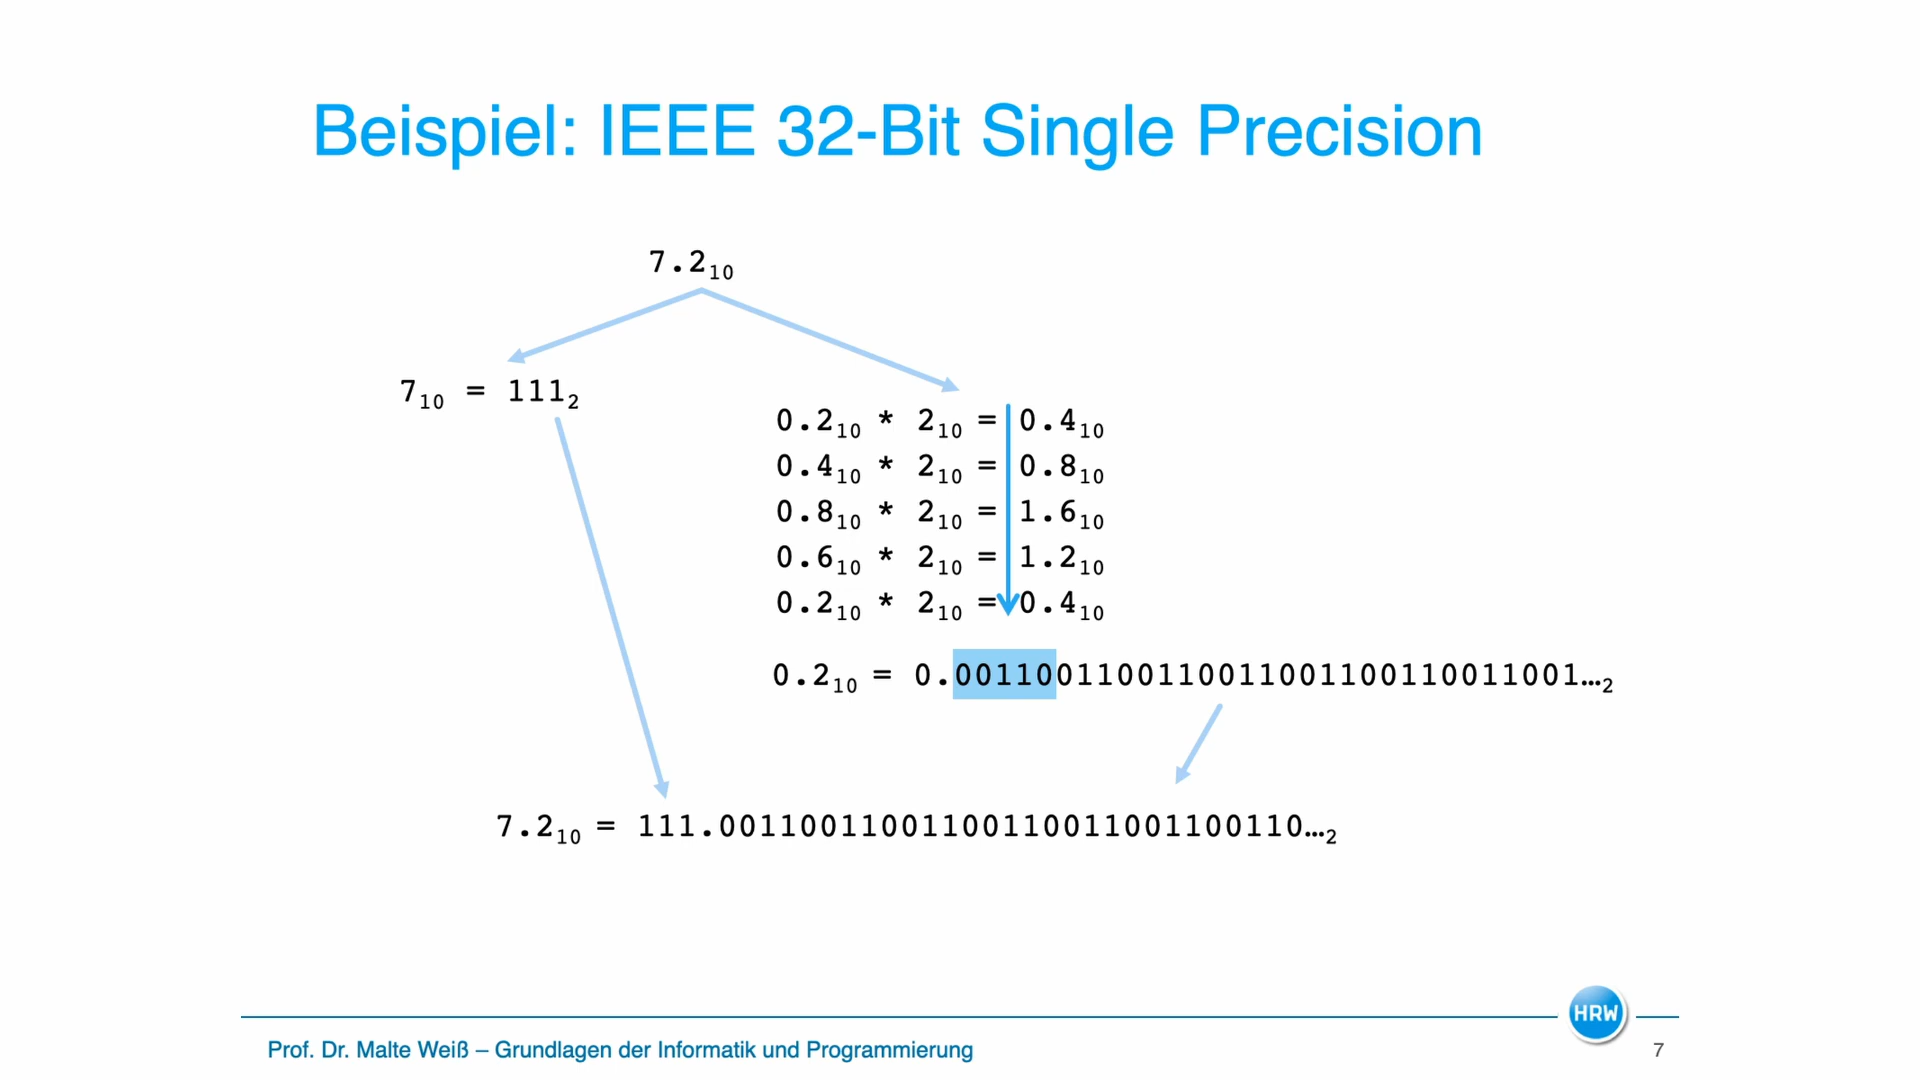 Beispiel: IEEE 32-Bit Single Precision
7.2₁₀
7₁₀ = 111₂
0.2₁₀ * 2₁₀ = 0.4₁₀
0.4₁₀ * 2₁₀ = 0.8₁₀
0.8₁₀ * 2₁₀ = 1.6₁₀
0.6₁₀ * 2₁₀ = 1.2₁₀
0.2₁₀ * 2₁₀ = 0.4₁₀
0.2₁₀ = 0.0011001100110011001100110011001…₂
7.2₁₀ = 111.00110011001100110011001100110…₂
HRW
Prof. Dr. Malte Weiß – Grundlagen der Informatik und Programmierung
7